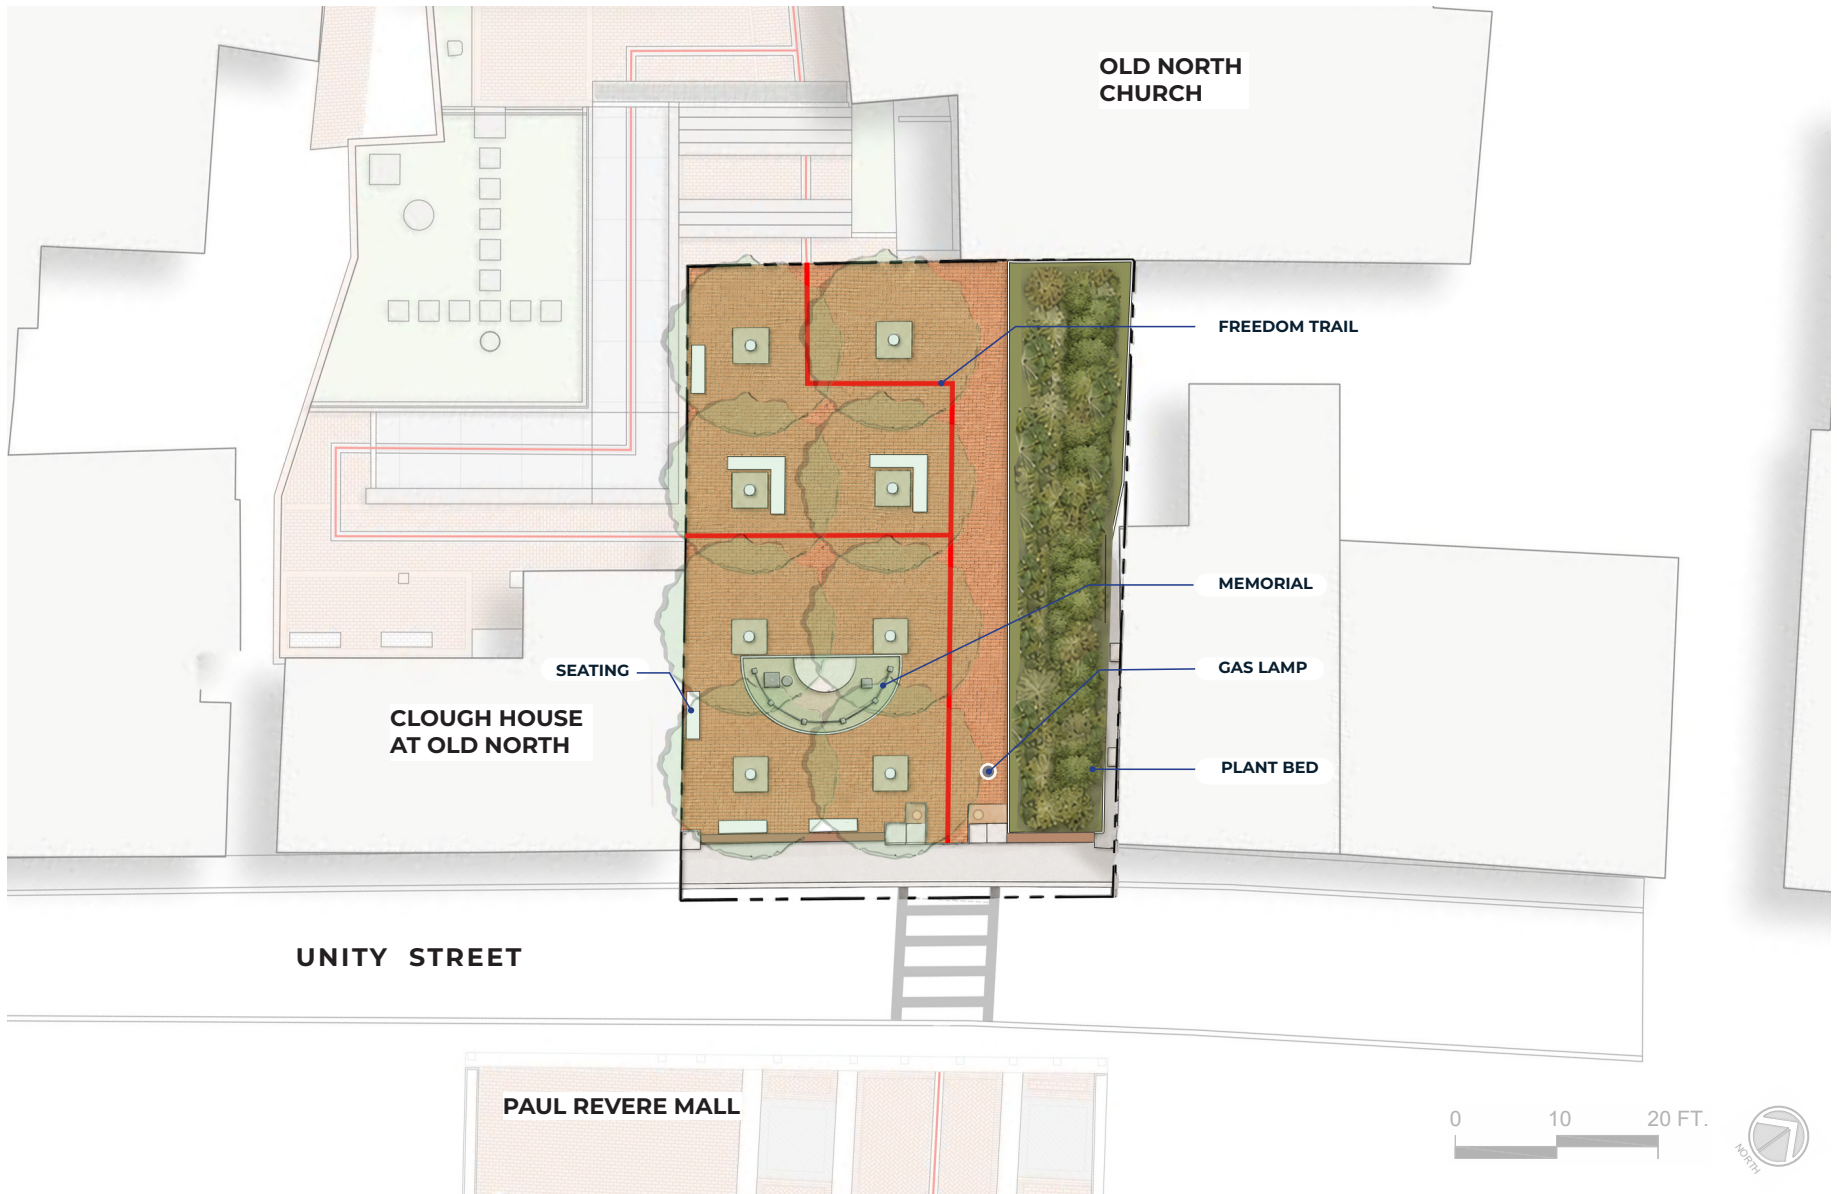 OLD NORTH
CHURCH
FREEDOM TRAIL
MEMORIAL
SEATING
GAS LAMP
CLOUGH HOUSE
AT OLD NORTH
PLANT BED
UNITY STREET
PAUL REVERE MALL
0 10 20 FT.
NORTH